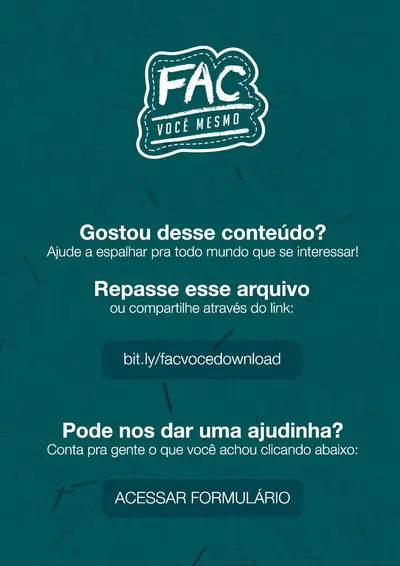 FAC
VOCÊ MESMO
Gostou desse conteúdo?
Ajude a espalhar pra todo mundo que se interessar!
Repasse esse arquivo
ou compartilhe através do link:
bit.ly/facvocedownload
Pode nos dar uma ajudinha?
Conta pra gente o que você achou clicando abaixo:
ACESSAR FORMULÁRIO